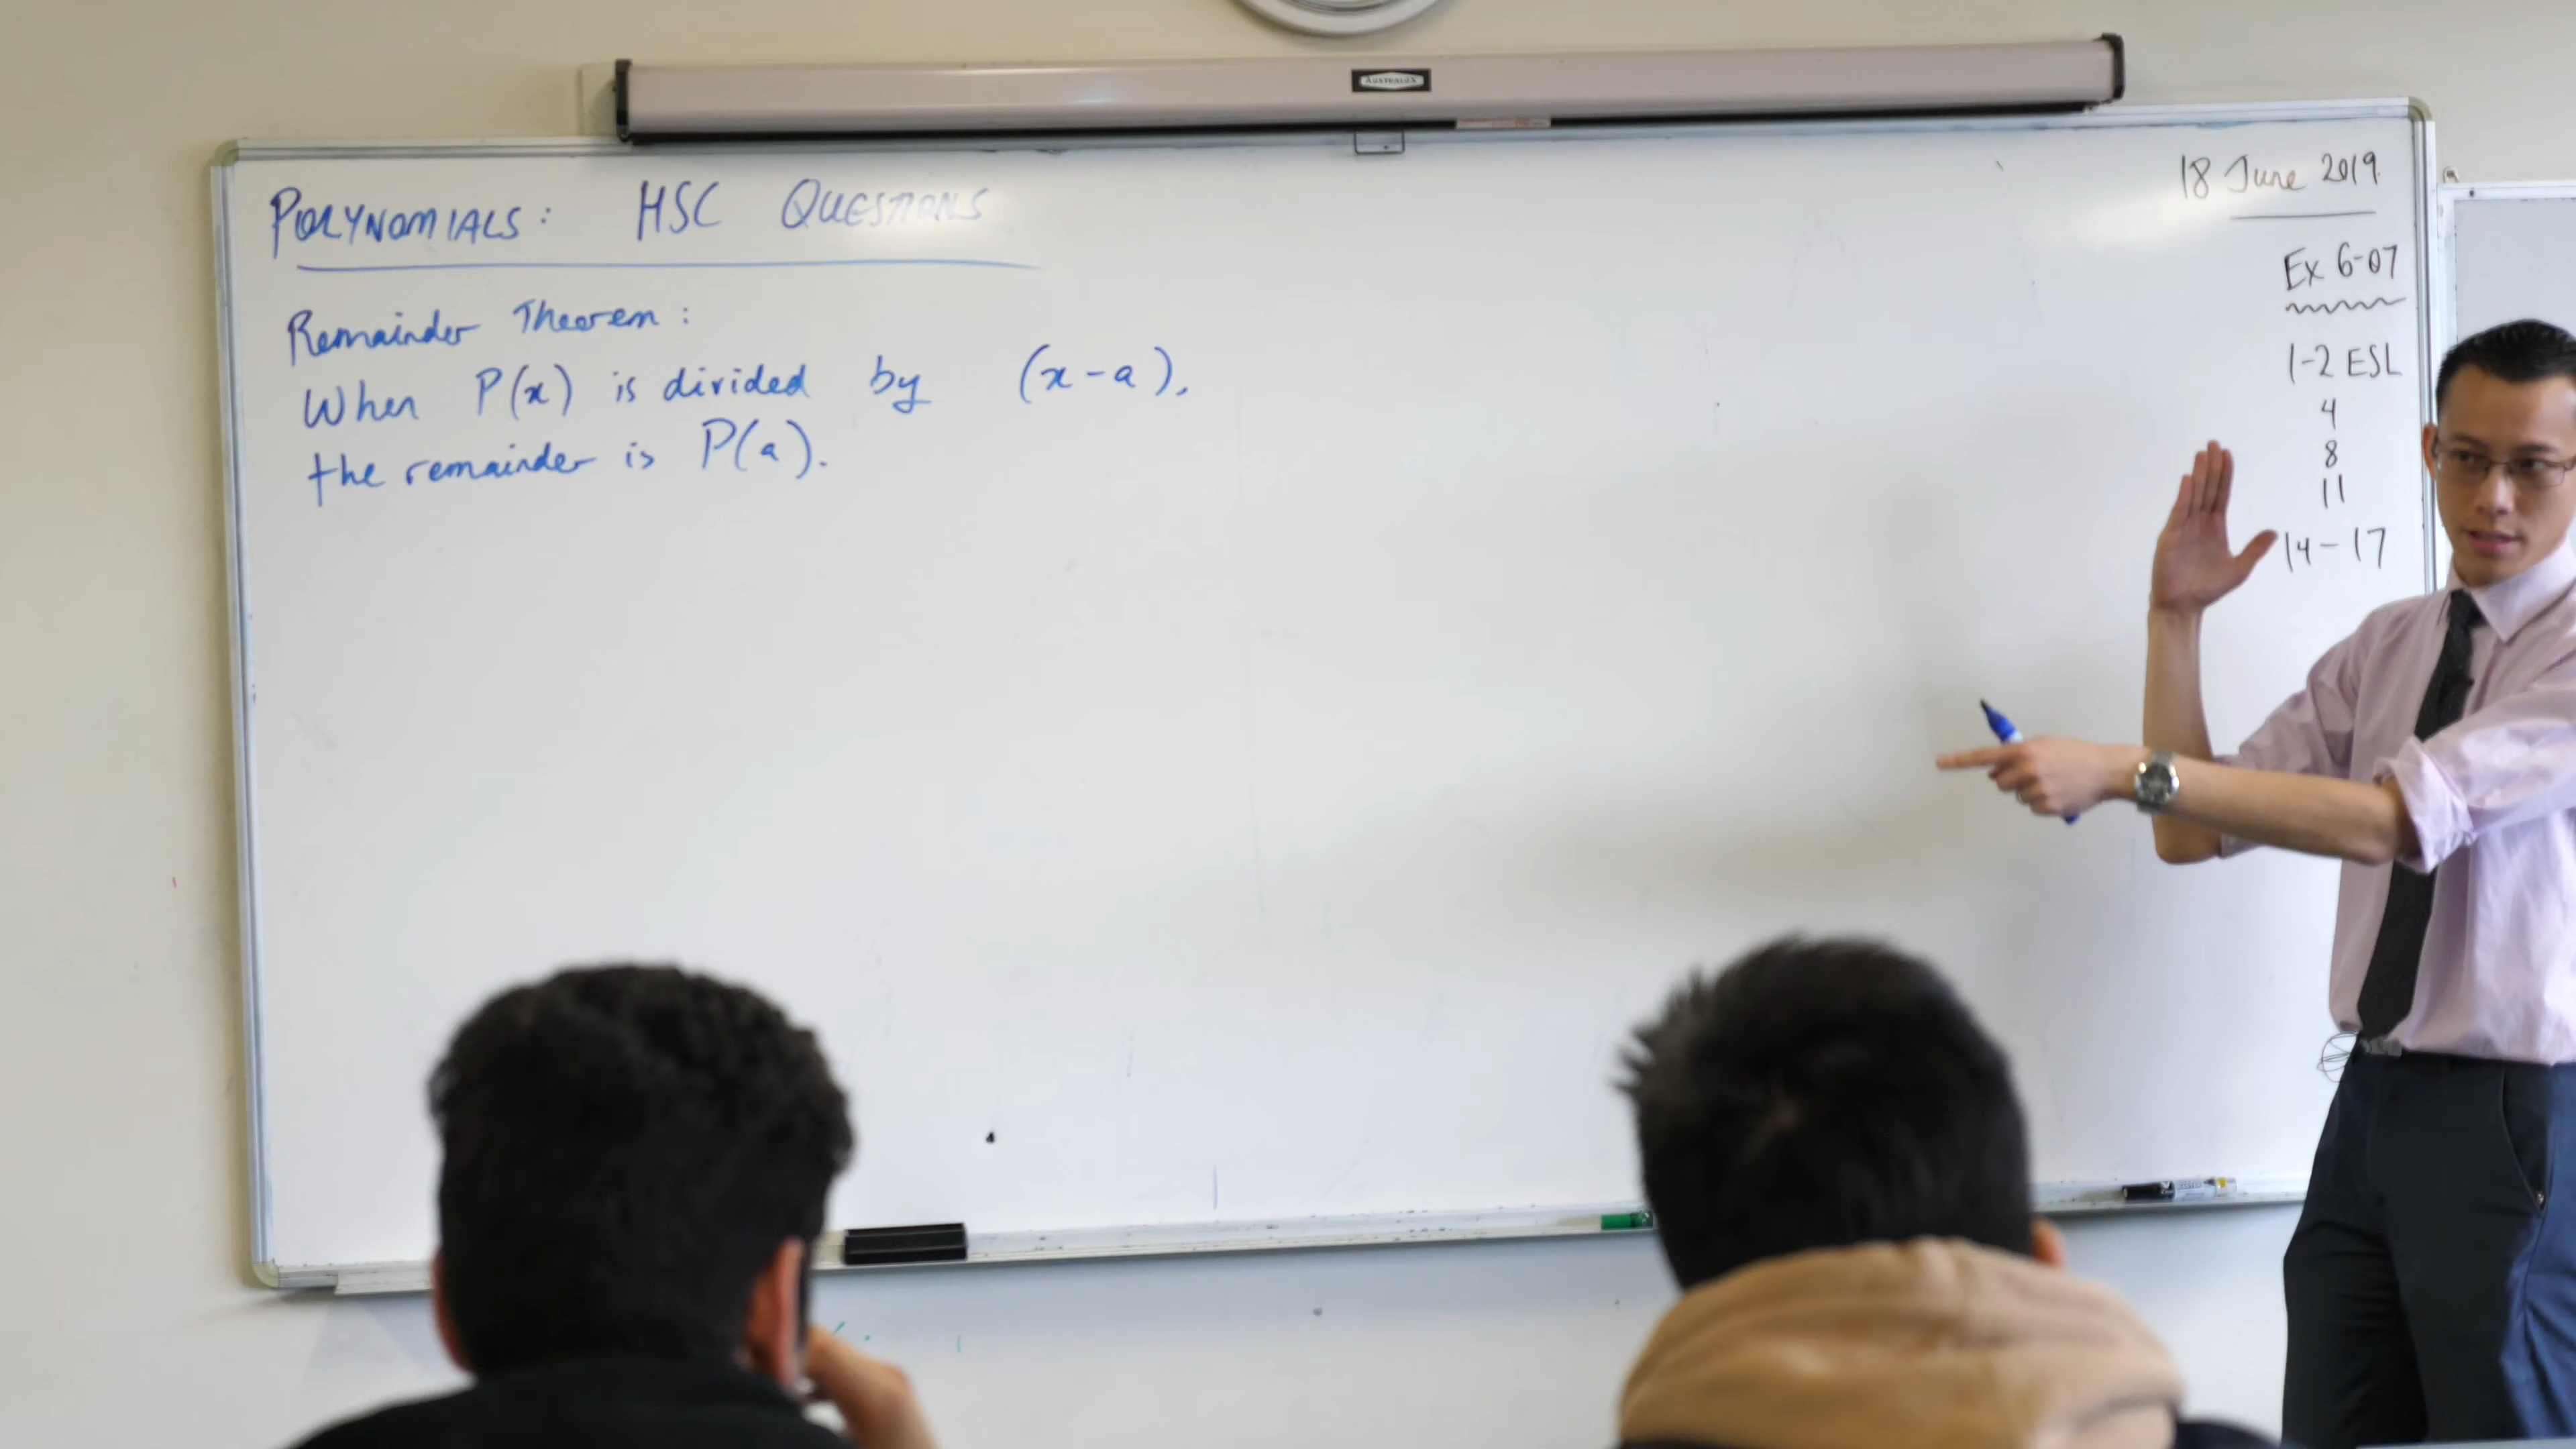 POLYNOMIALS: HSC QUESTIONS
Remainder Theorem:
When P(x) is divided by (x-a),
the remainder is P(a).
18 June 2019
Ex 6-07
1-2 ESL
4
8
11
14-17